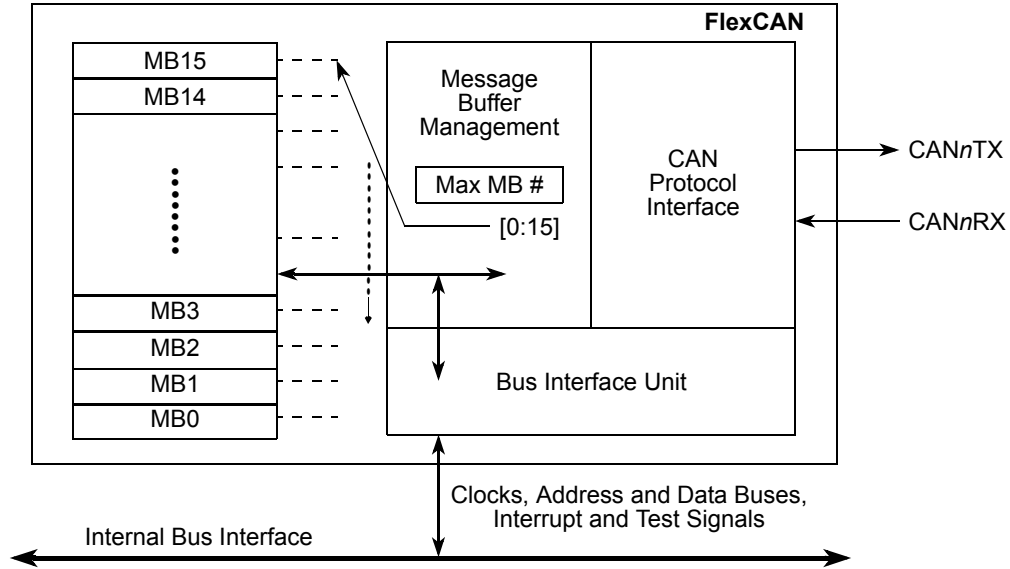 FlexCAN
MB15
MB14
MB3
MB2
MB1
MB0
Message
Buffer
Management
Max MB #
[0:15]
CAN
Protocol
Interface
CANnTX
CANnRX
Bus Interface Unit
Clocks, Address and Data Buses,
Interrupt and Test Signals
Internal Bus Interface